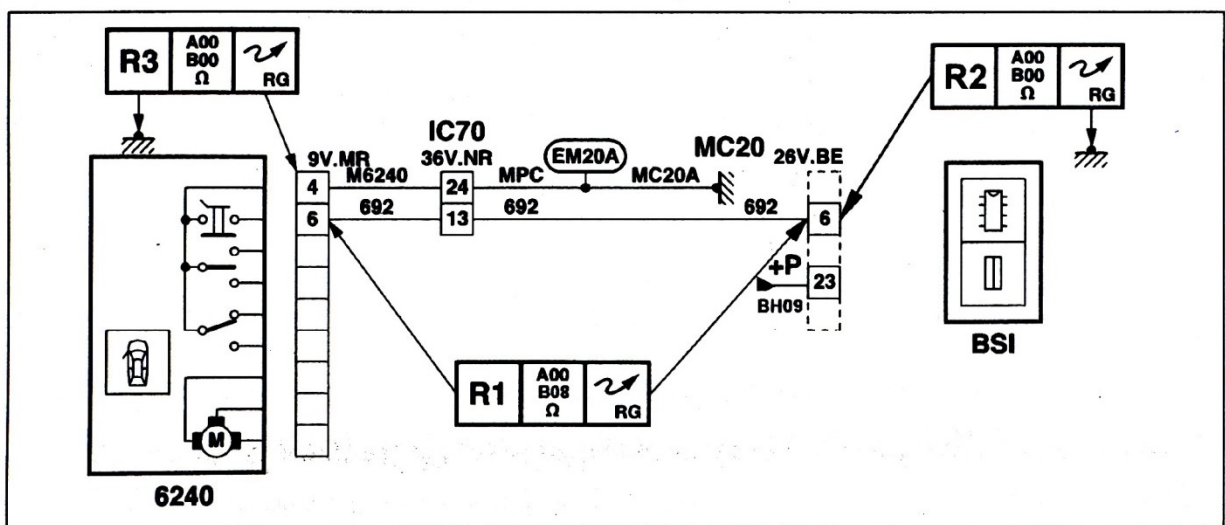 R3
A00
B00
Ω
RG
R2
A00
B00
Ω
RG
IC70
9V.MR
36V.NR
EM20A
MC20
26V.BE
4
M6240
24
MPC
MC20A
6
692
13
692
692
6
+P
23
BH09
BSI
R1
A00
B08
Ω
RG
M
6240